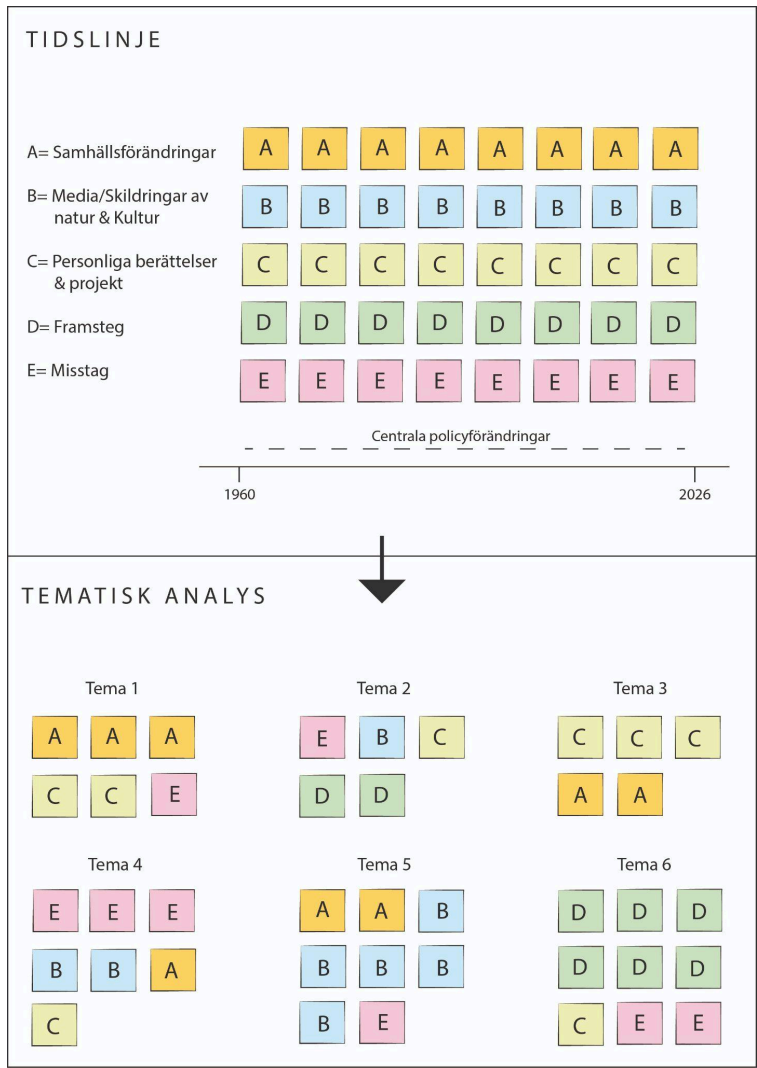 TIDSLINJE
A= Samhällsförändringar
A A A A A A A A
B= Media/Skildringar av
natur & Kultur
B B B B B B B B
C= Personliga berättelser
& projekt
C C C C C C C C
D= Framsteg
D D D D D D D D
E= Misstag
E E E E E E E E
Centrala policyförändringar
1960 2026
TEMATISK ANALYS
Tema 1
A A A
C C E
Tema 2
E B C
D D
Tema 3
C C C
A A
Tema 4
E E E
B B A
C
Tema 5
A A B
B B B
B E
Tema 6
D D D
D D D
C E E